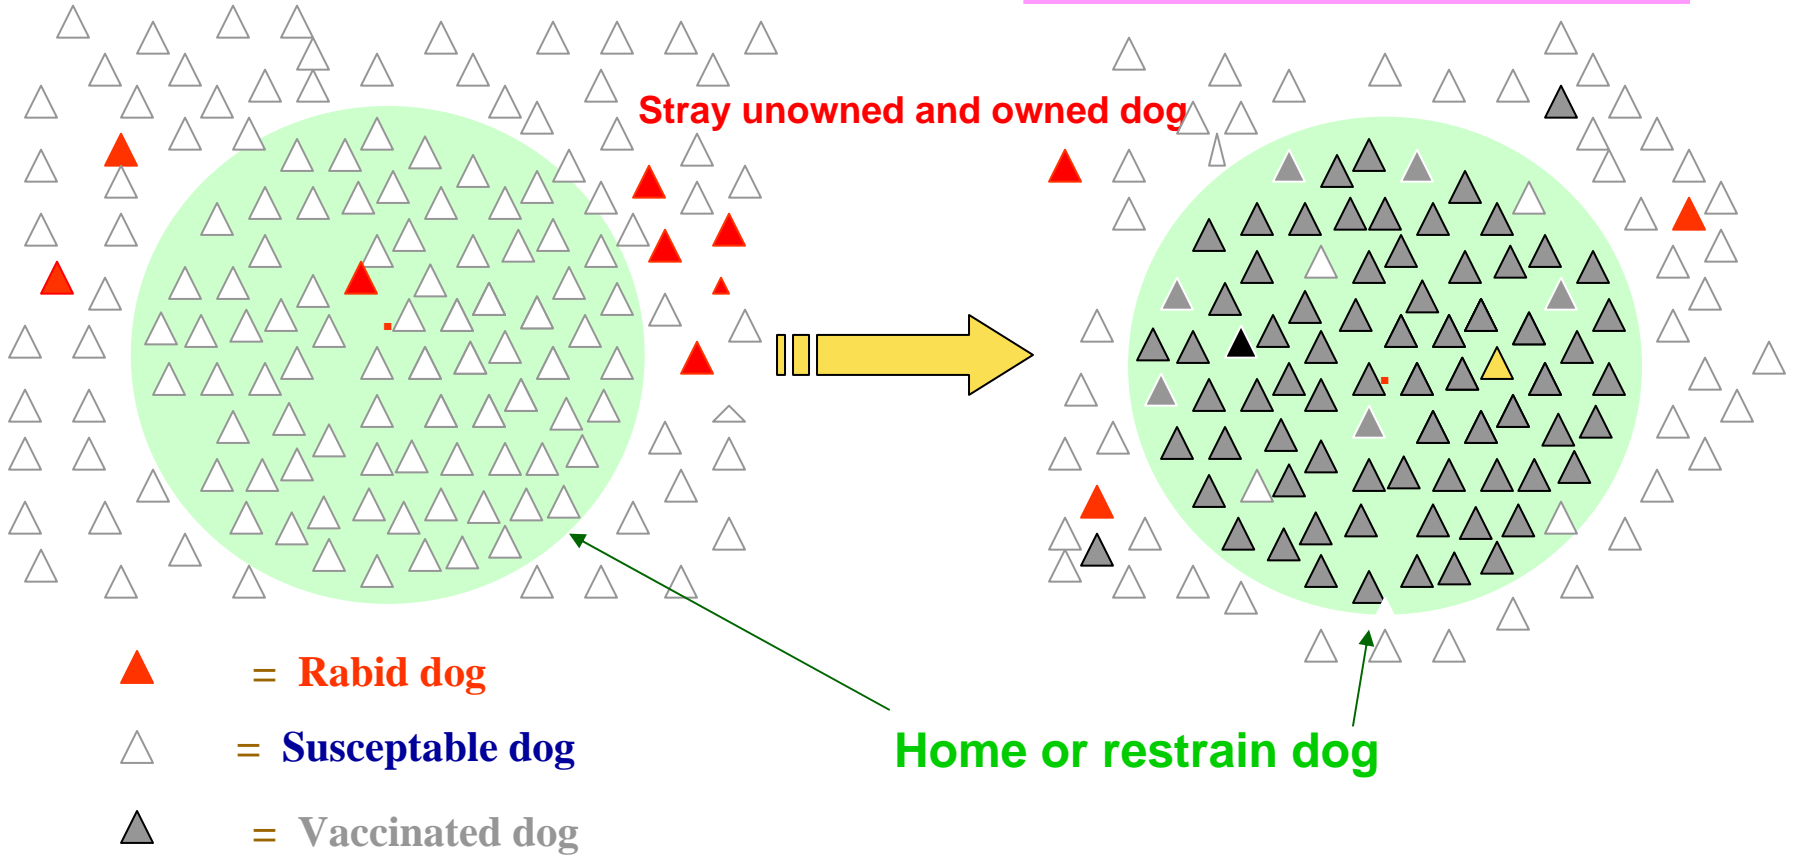 Stray unowned and owned dog
= Rabid dog
= Susceptable dog
Home or restrain dog
= Vaccinated dog